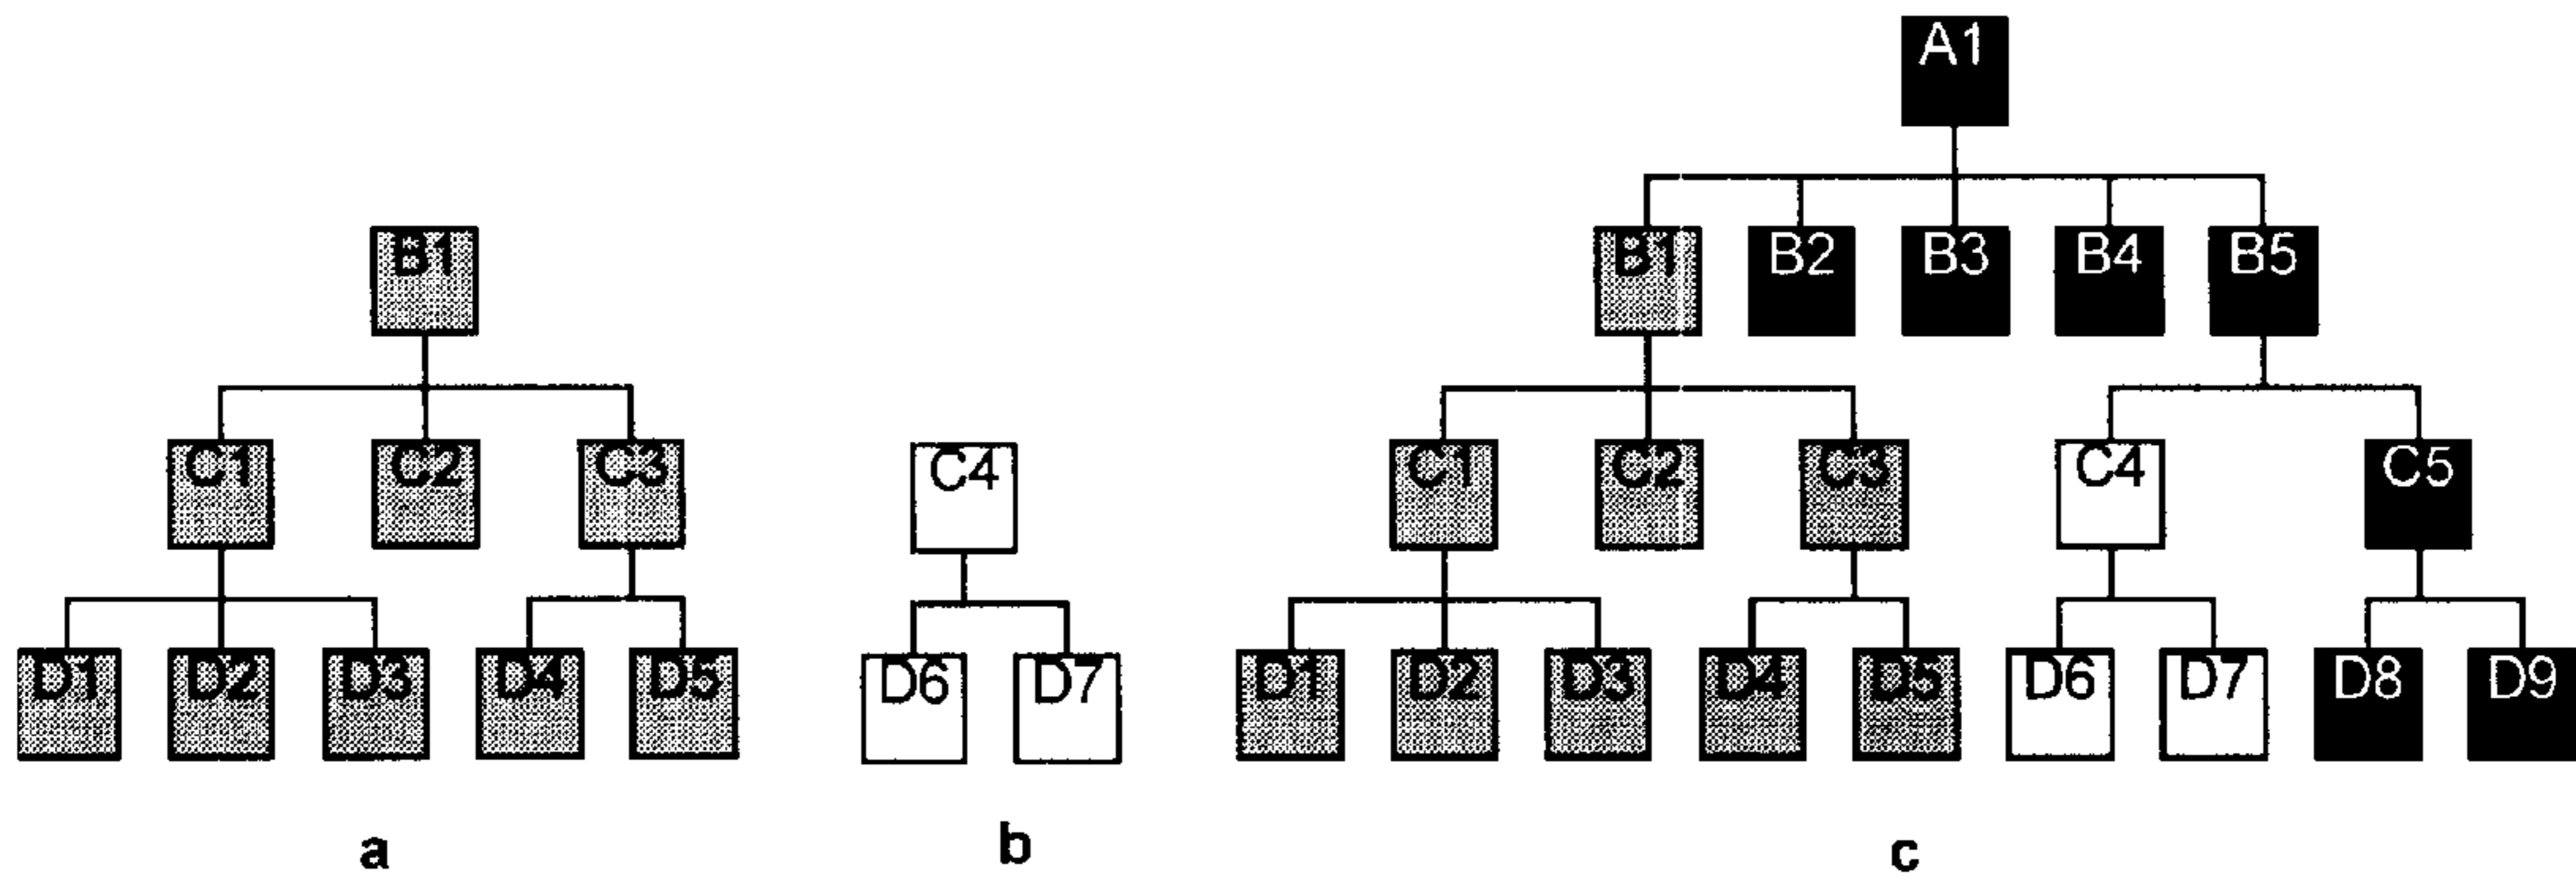 A1
B1
B1 B2 B3 B4 B5
C1 C2 C3
C4
C1 C2 C3 C4 C5
D1 D2 D3 D4 D5
D6 D7
D1 D2 D3 D4 D5 D6 D7 D8 D9
a
b
c